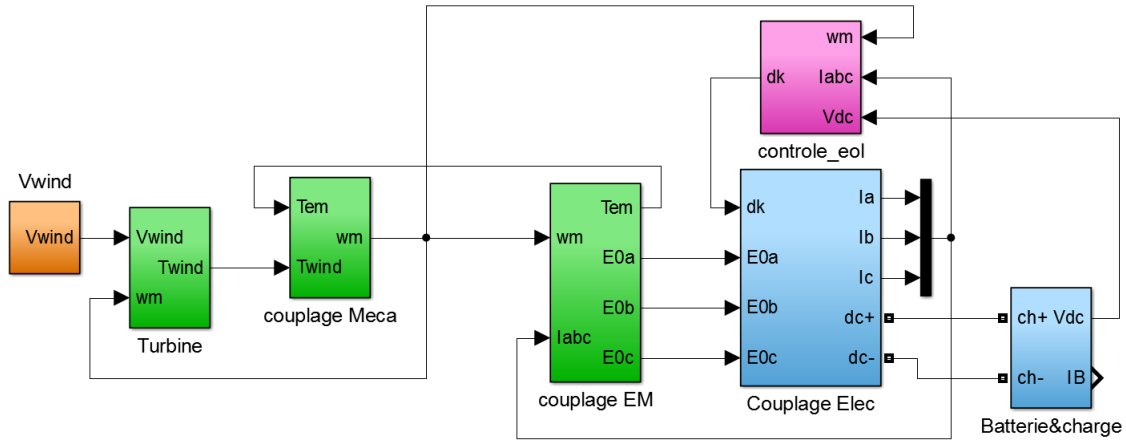 Vwind
Vwind
Vwind
Twind
wm
Turbine
Tem
wm
Twind
couplage Meca
Tem
wm
E0a
E0b
Iabc
E0c
couplage EM
wm
dk
Iabc
Vdc
controle_eol
dk
Ia
Ib
E0a
Ic
E0b
dc+
E0c
dc-
Couplage Elec
ch+
Vdc
ch-
IB
Batterie&charge